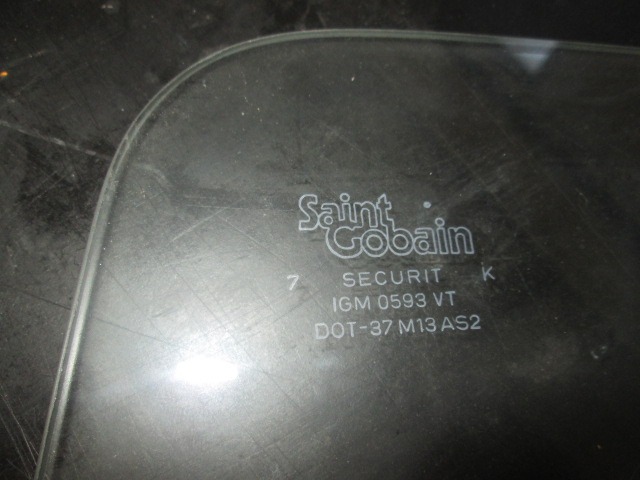 Saint
Gobain
7 SECURIT K
IGM 0593 VT
DOT-37 M13 AS2